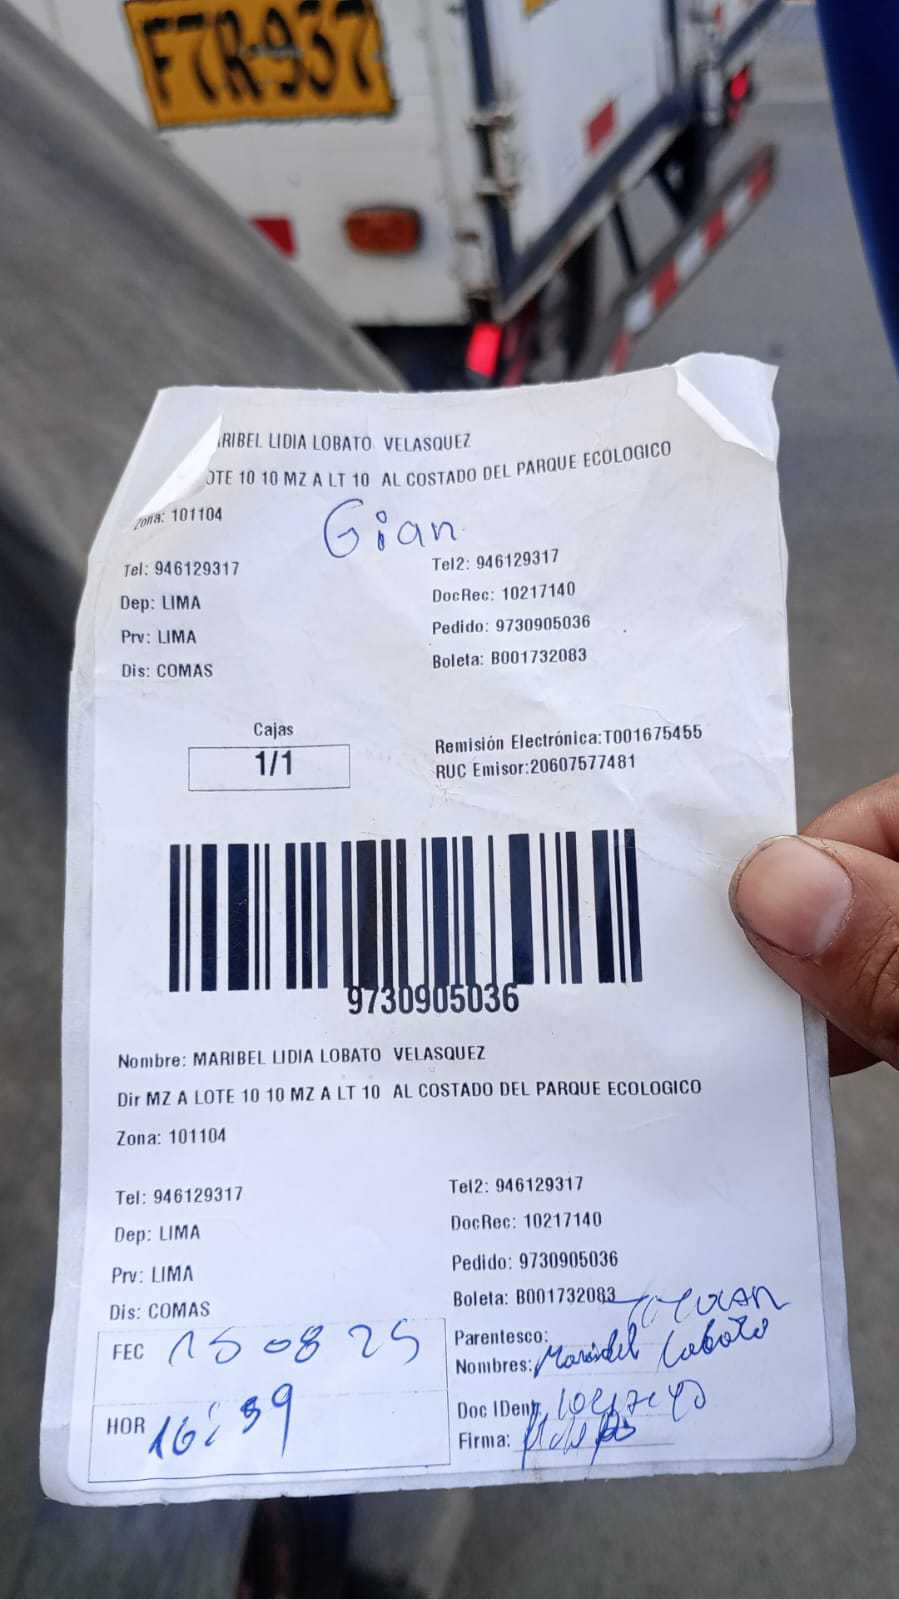 F7R-937
ARIBEL LIDIA LOBATO VELASQUEZ
OTE 10 10 MZ A LT 10 AL COSTADO DEL PARQUE ECOLOGICO
Zona: 101104
Gian
Tel: 946129317 Tel2: 946129317
Dep: LIMA DocRec: 10217140
Prv: LIMA Pedido: 9730905036
Dis: COMAS Boleta: B001732083
Cajas
1/1
Remisión Electrónica:T001675455
RUC Emisor:20607577481
9730905036
Nombre: MARIBEL LIDIA LOBATO VELASQUEZ
Dir MZ A LOTE 10 10 MZ A LT 10 AL COSTADO DEL PARQUE ECOLOGICO
Zona: 101104
Tel: 946129317 Tel2: 946129317
Dep: LIMA DocRec: 10217140
Prv: LIMA Pedido: 9730905036
Dis: COMAS Boleta: B001732083
FEC 15 08 25 Parentesco:
Nombres: Maribel Lobato
HOR 16:39 Doc IDent
Firma: